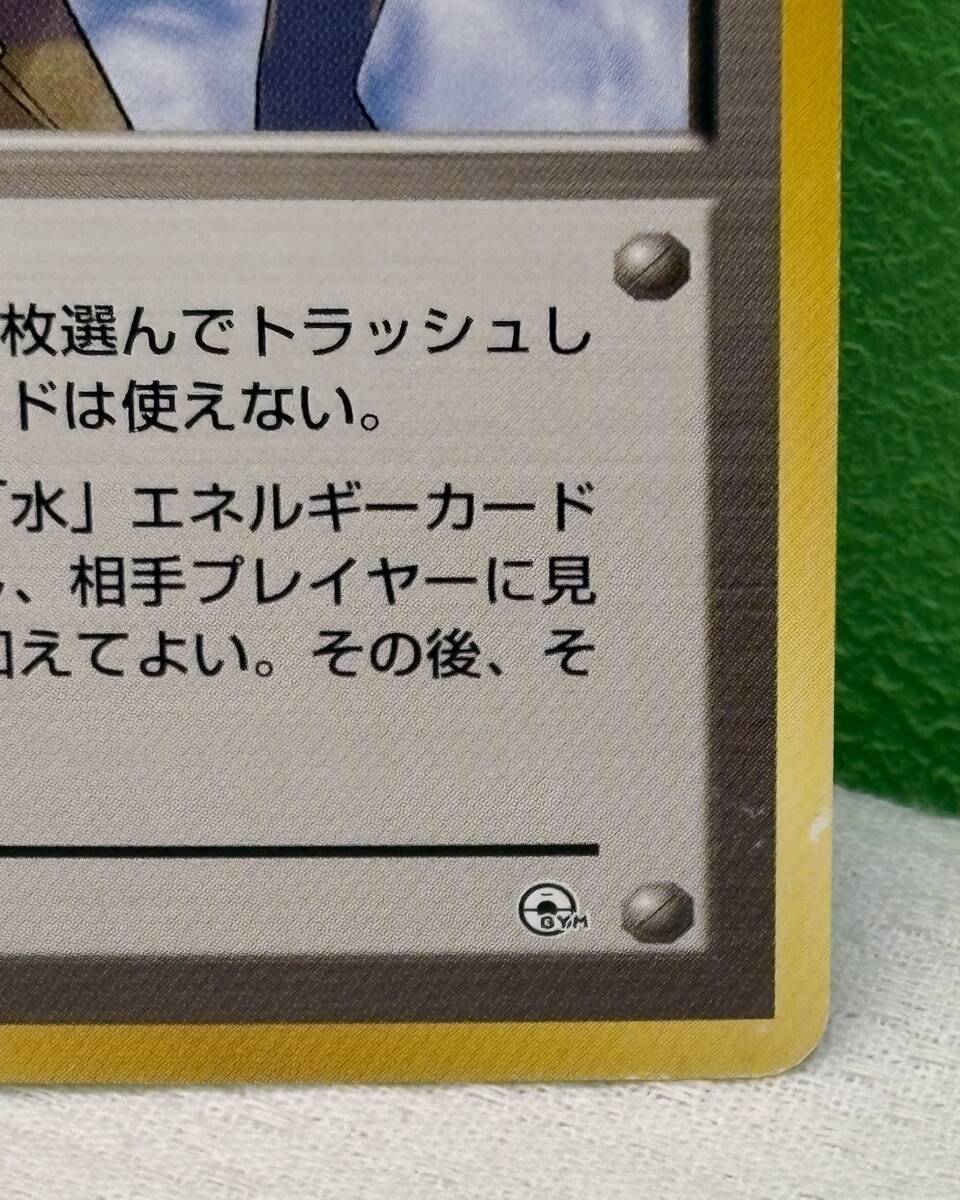 枚選んでトラッシュし
ドは使えない。
「水」エネルギーカード
、相手プレイヤーに見
加えてよい。その後、そ
GYM